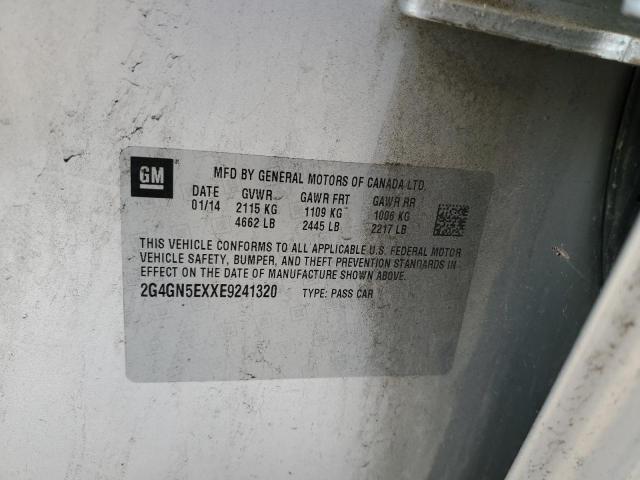 GM
MFD BY GENERAL MOTORS OF CANADA LTD.
DATE GVWR GAWR FRT GAWR RR
01/14 2115 KG 1109 KG 1006 KG
4662 LB 2445 LB 2217 LB
THIS VEHICLE CONFORMS TO ALL APPLICABLE U.S. FEDERAL MOTOR
VEHICLE SAFETY, BUMPER, AND THEFT PREVENTION STANDARDS IN
EFFECT ON THE DATE OF MANUFACTURE SHOWN ABOVE.
2G4GN5EXXE9241320 TYPE: PASS CAR